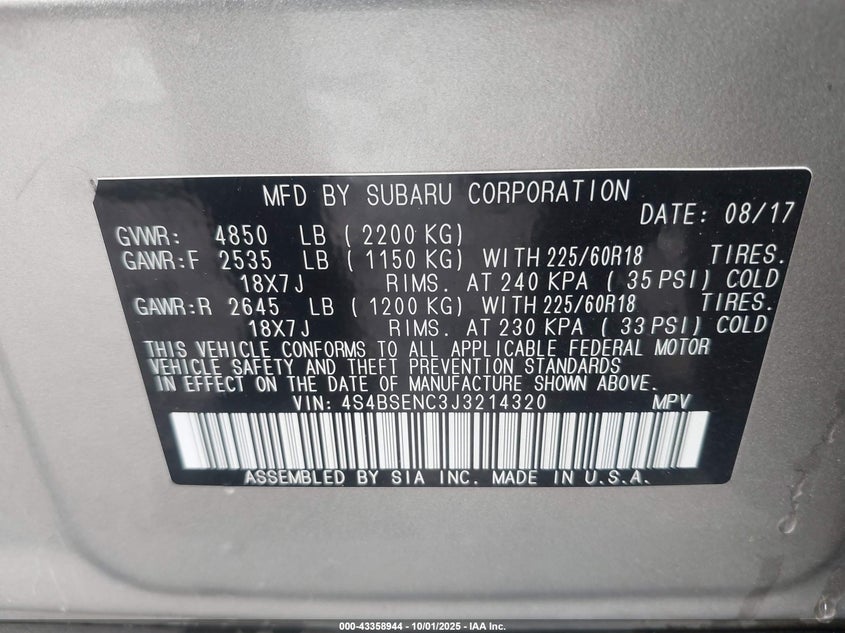 MFD BY SUBARU CORPORATION
DATE: 08/17
GVWR: 4850 LB ( 2200 KG)
GAWR:F 2535 LB ( 1150 KG) WITH 225/60R18 TIRES.
18X7J RIMS. AT 240 KPA ( 35 PSI) COLD
GAWR:R 2645 LB ( 1200 KG) WITH 225/60R18 TIRES.
18X7J RIMS. AT 230 KPA ( 33 PSI) COLD
THIS VEHICLE CONFORMS TO ALL APPLICABLE FEDERAL MOTOR
VEHICLE SAFETY AND THEFT PREVENTION STANDARDS
IN EFFECT ON THE DATE OF MANUFACTURE SHOWN ABOVE.
VIN: 4S4BSENC3J3214320 MPV
ASSEMBLED BY SIA INC. MADE IN U.S.A.
000-43358944 - 10/01/2025 - IAA Inc.